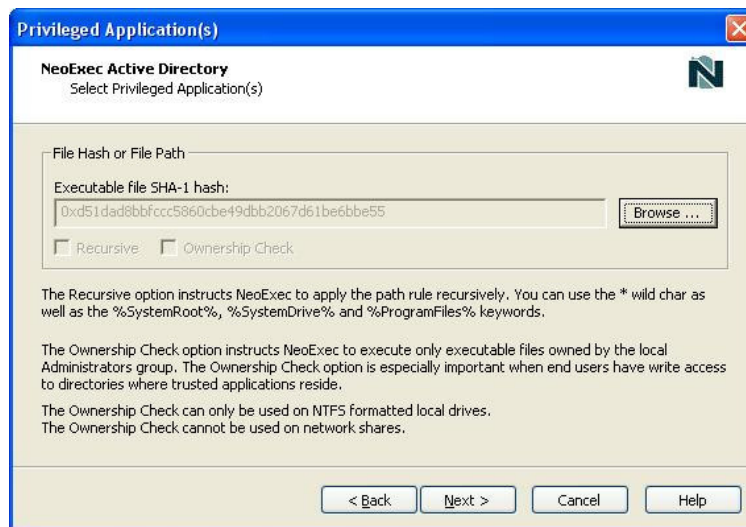 Privileged Application(s)
NeoExec Active Directory
Select Privileged Application(s)
File Hash or File Path
Executable file SHA-1 hash:
0xd51dad8bbfccc5860cbe49dbb2067d61be6bbe55
Browse ...
Recursive Ownership Check
The Recursive option instructs NeoExec to apply the path rule recursively. You can use the * wild char as
well as the %SystemRoot%, %SystemDrive% and %ProgramFiles% keywords.
The Ownership Check option instructs NeoExec to execute only executable files owned by the local
Administrators group. The Ownership Check option is especially important when end users have write access
to directories where trusted applications reside.
The Ownership Check can only be used on NTFS formatted local drives.
The Ownership Check cannot be used on network shares.
< Back Next > Cancel Help